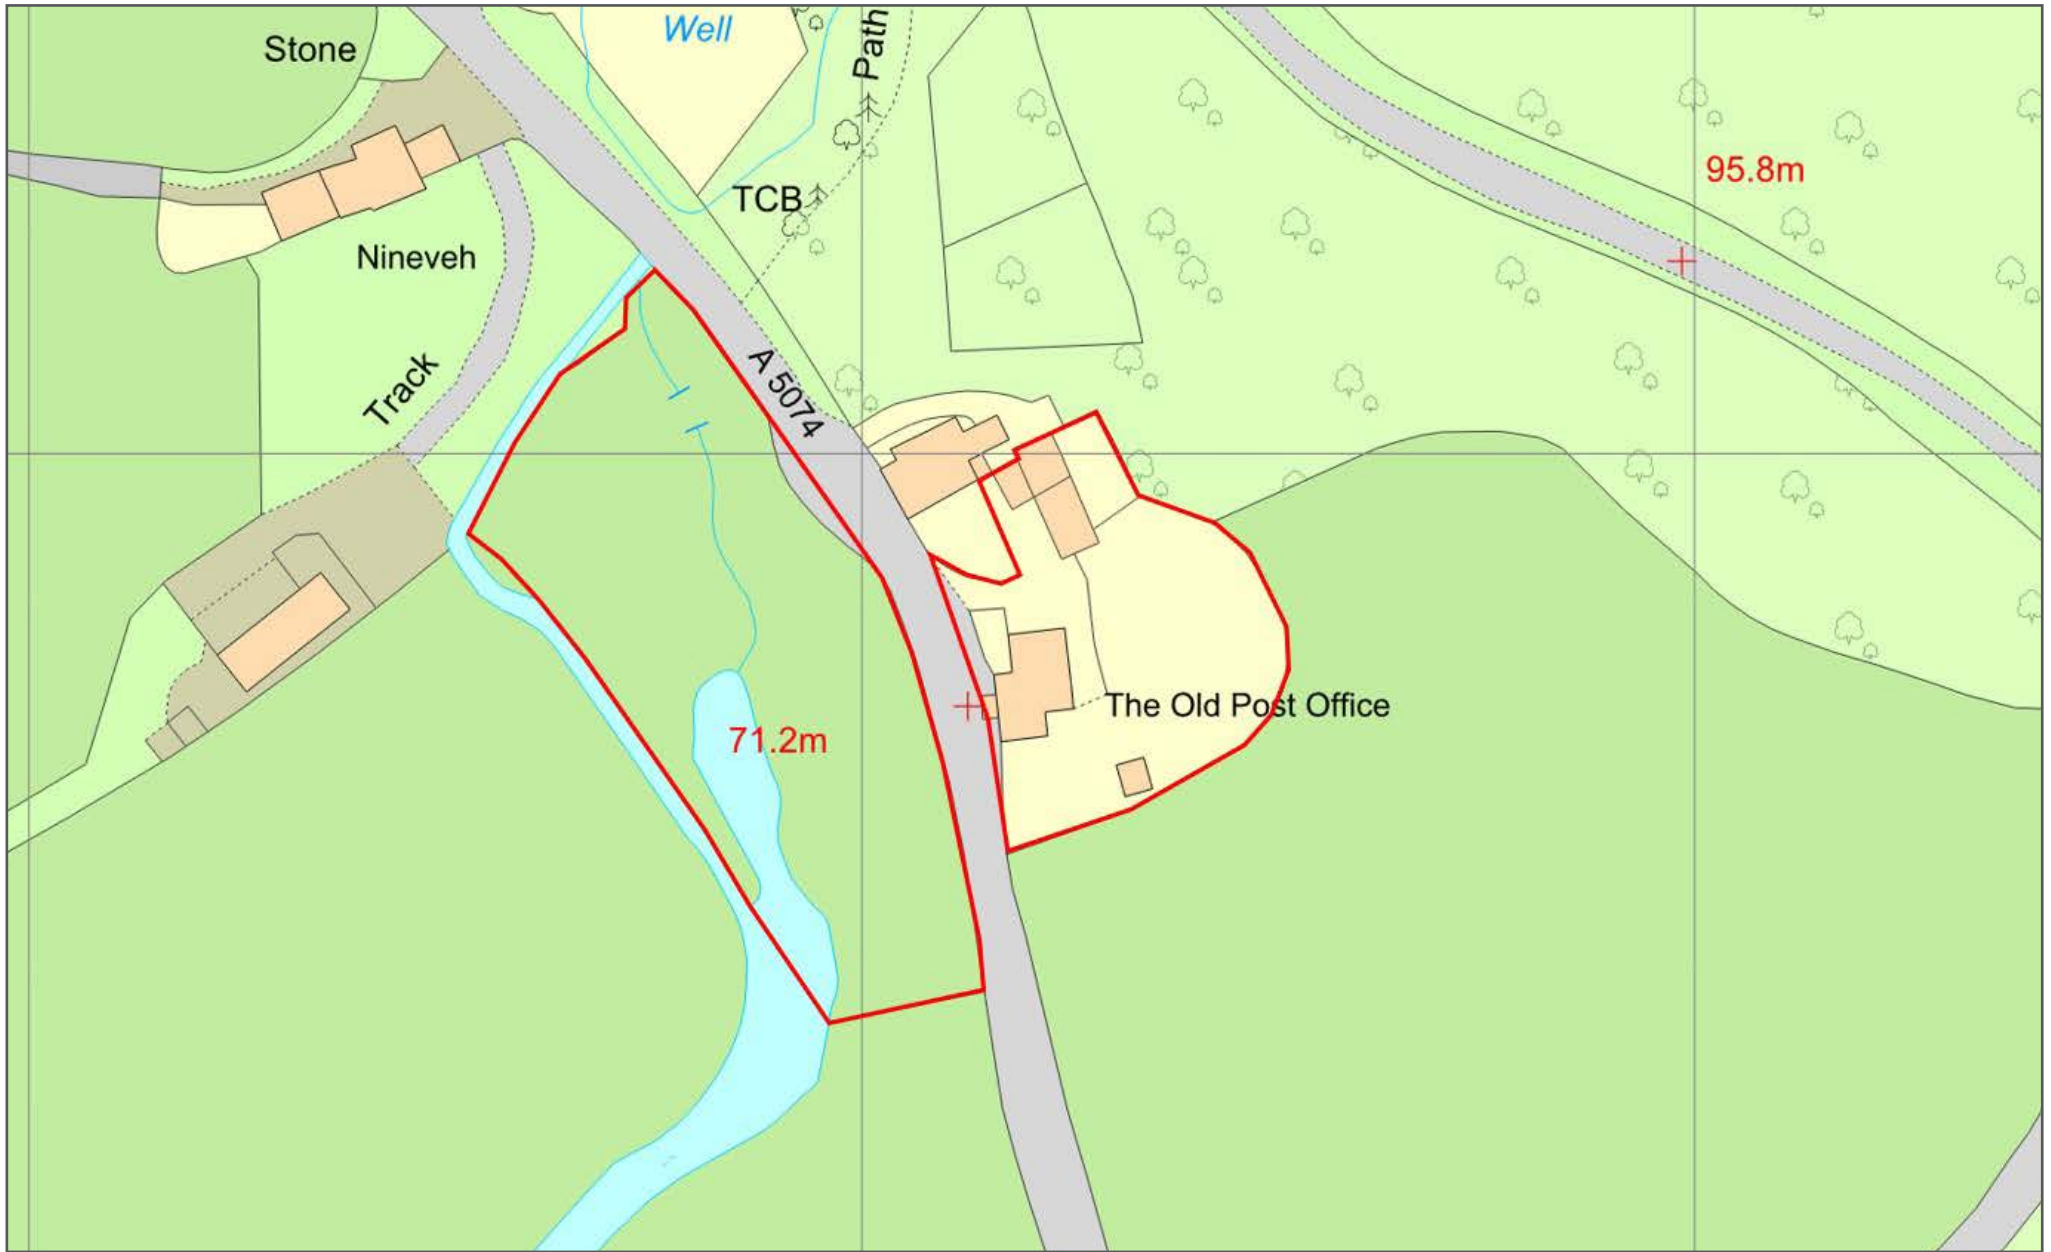 Well
Stone
Path
95.8m
TCB
Nineveh
Track
A 5074
The Old Post Office
71.2m